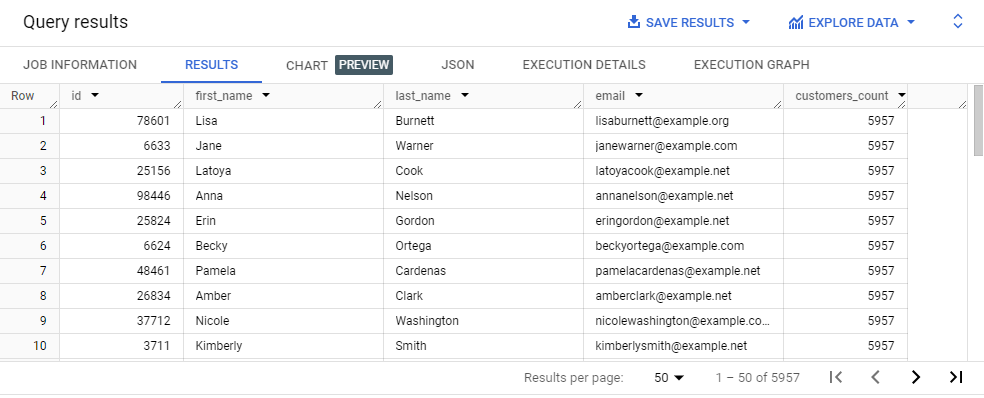 Query results SAVE RESULTS EXPLORE DATA
JOB INFORMATION RESULTS CHART PREVIEW JSON EXECUTION DETAILS EXECUTION GRAPH
Row id first_name last_name email customers_count
1 78601 Lisa Burnett lisaburnett@example.org 5957
2 6633 Jane Warner janewarner@example.com 5957
3 25156 Latoya Cook latoyacook@example.net 5957
4 98446 Anna Nelson annanelson@example.net 5957
5 25824 Erin Gordon eringordon@example.net 5957
6 6624 Becky Ortega beckyortega@example.com 5957
7 48461 Pamela Cardenas pamelacardenas@example.net 5957
8 26834 Amber Clark amberclark@example.net 5957
9 37712 Nicole Washington nicolewashington@example.co... 5957
10 3711 Kimberly Smith kimberlysmith@example.net 5957
Results per page: 50 1 – 50 of 5957